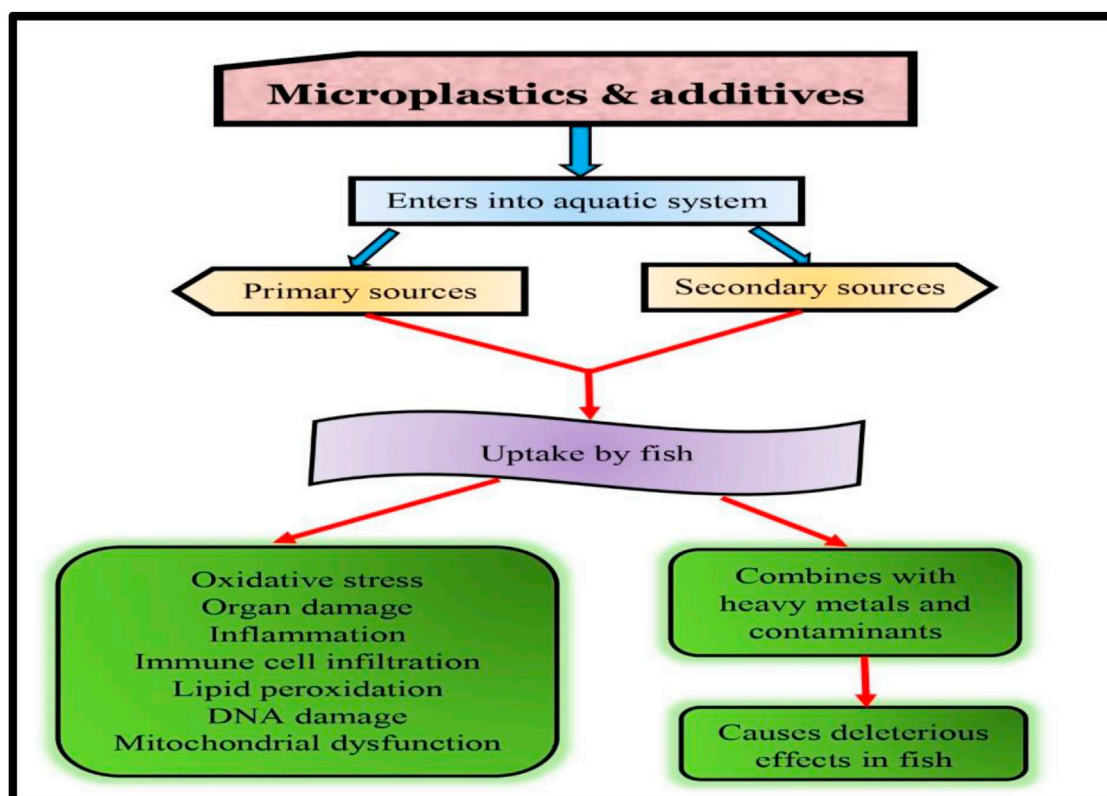 Microplastics & additives
Enters into aquatic system
Primary sources
Secondary sources
Uptake by fish
Oxidative stress
Organ damage
Inflammation
Immune cell infiltration
Lipid peroxidation
DNA damage
Mitochondrial dysfunction
Combines with
heavy metals and
contaminants
Causes deleterious
effects in fish